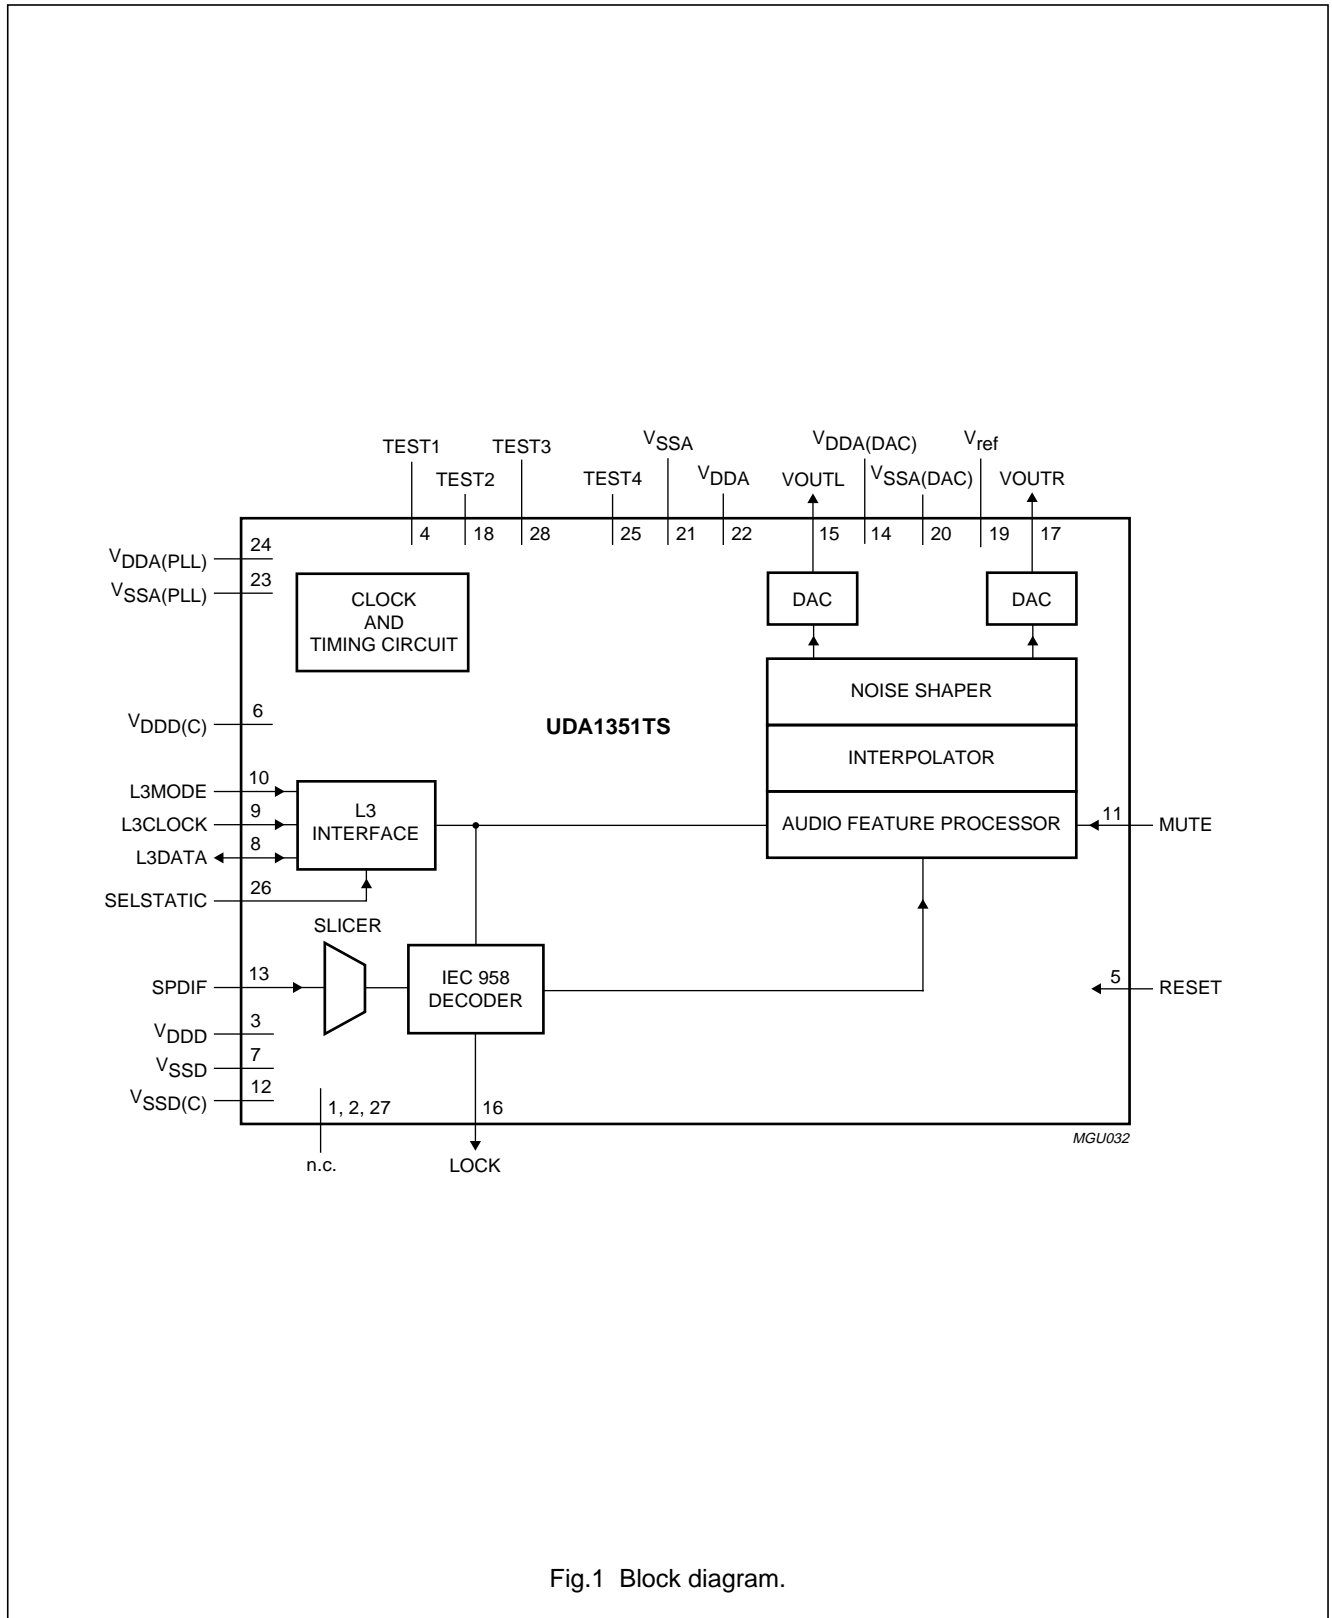 TEST1
TEST2
TEST3
TEST4
VSSA
VDDA
VOUTL
VDDA(DAC)
VSSA(DAC)
Vref
VOUTR
4
18
28
25
21
22
15
14
20
19
17
VDDA(PLL)
24
VSSA(PLL)
23
CLOCK
AND
TIMING CIRCUIT
DAC
DAC
NOISE SHAPER
VDDD(C)
6
UDA1351TS
INTERPOLATOR
L3MODE
10
L3CLOCK
9
L3DATA
8
L3
INTERFACE
AUDIO FEATURE PROCESSOR
11
MUTE
SELSTATIC
26
SLICER
SPDIF
13
IEC 958
DECODER
5
RESET
VDDD
3
VSSD
7
VSSD(C)
12
1, 2, 27
16
n.c.
LOCK
MGU032
Fig.1 Block diagram.